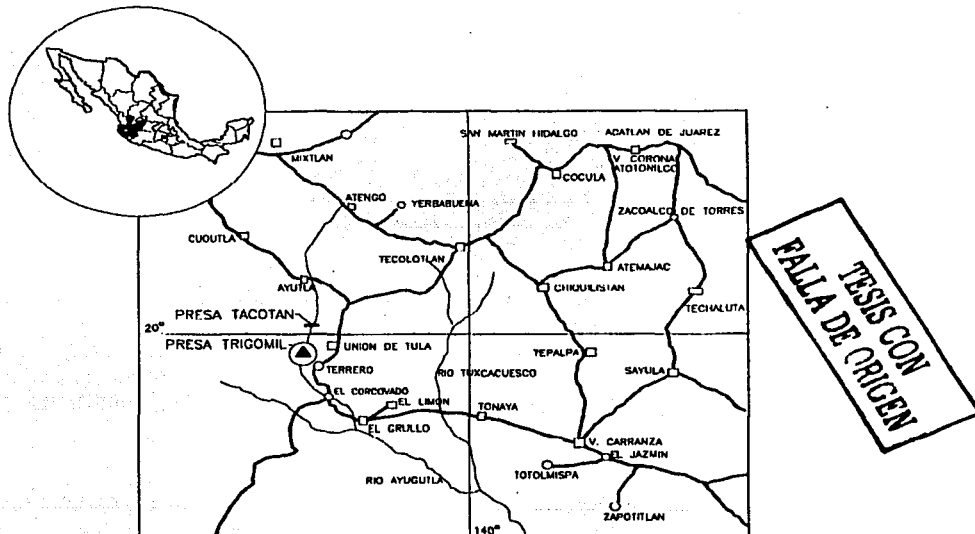 SAN MARTIN HIDALGO
ACATLAN DE JUAREZ
MIXTLAN
V. CORONA
ATOTONILCO
COCULA
ATENGO
YERBABUENA
ZACOALCO DE TORRES
CUOUTLA
TECOLOTLAN
ATEMAJAC
AYUTLA
CHIQUILISTAN
TECHALUTA
PRESA TACOTAN
20°
PRESA TRIGOMIL
UNION DE TULA
TEPALPA
TERRERO
RIO TUXCACUESCO
SAYULA
EL CORCOVADO
EL LIMON
TONAYA
EL GRULLO
V. CARRANZA
EL JAZMIN
TOTOLMISPA
RIO AYUGUTLA
ZAPOTITLAN
140°
TESIS CON
FALLA DE ORIGEN